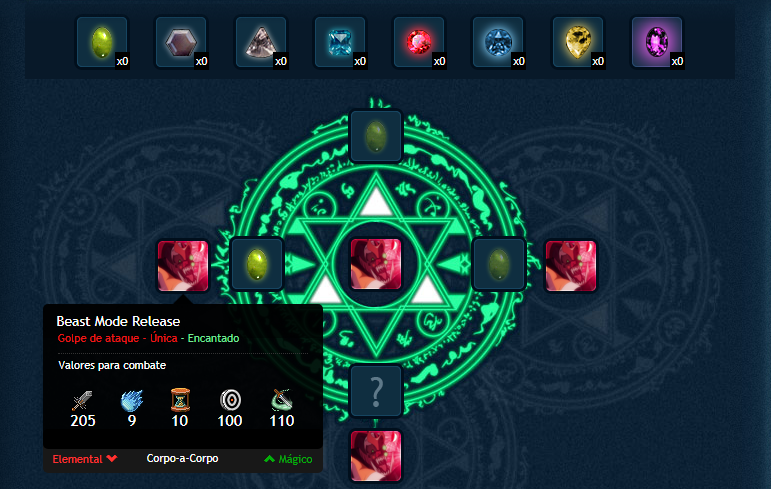 x0 x0 x0 x0 x0 x0 x0 x0
?
Beast Mode Release
Golpe de ataque - Única - Encantado
Valores para combate
205 9 10 100 110
Elemental Corpo-a-Corpo Mágico